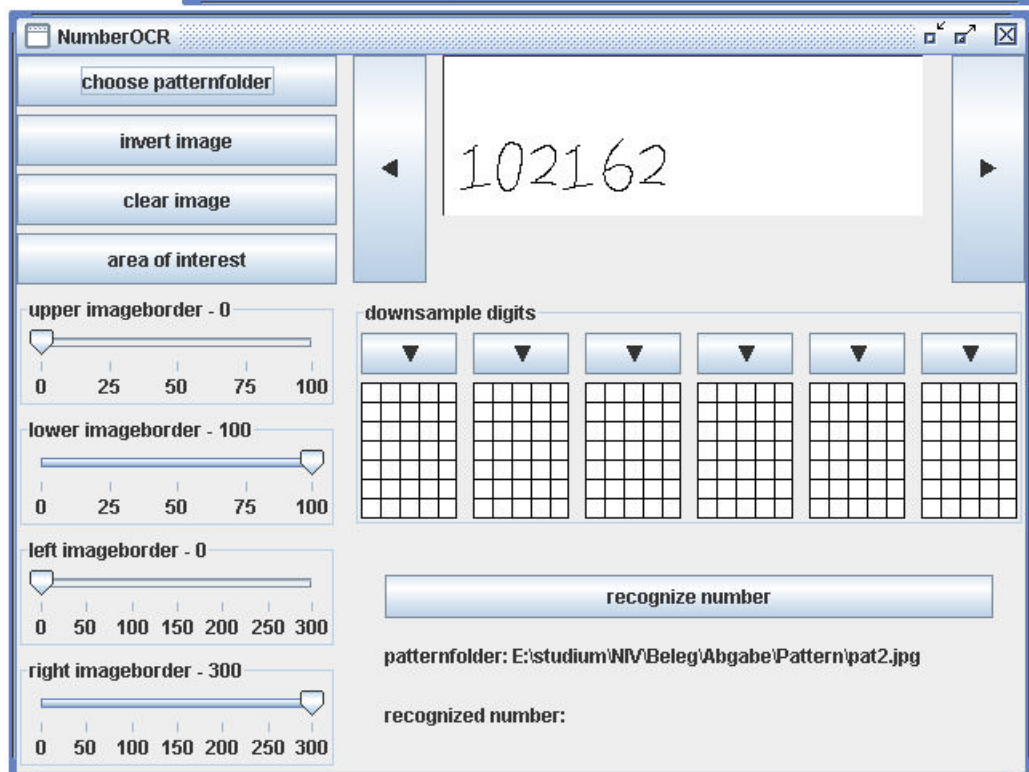 NumberOCR
choose patternfolder
invert image
clear image
area of interest
102162
upper imageborder - 0
0 25 50 75 100
lower imageborder - 100
0 25 50 75 100
left imageborder - 0
0 50 100 150 200 250 300
right imageborder - 300
0 50 100 150 200 250 300
downsample digits
recognize number
patternfolder: E:\studium\NIV\Beleg\Abgabe\Pattern\pat2.jpg
recognized number: